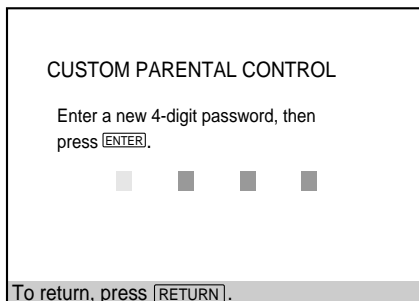 CUSTOM PARENTAL CONTROL
Enter a new 4-digit password, then
press ENTER.
To return, press RETURN.